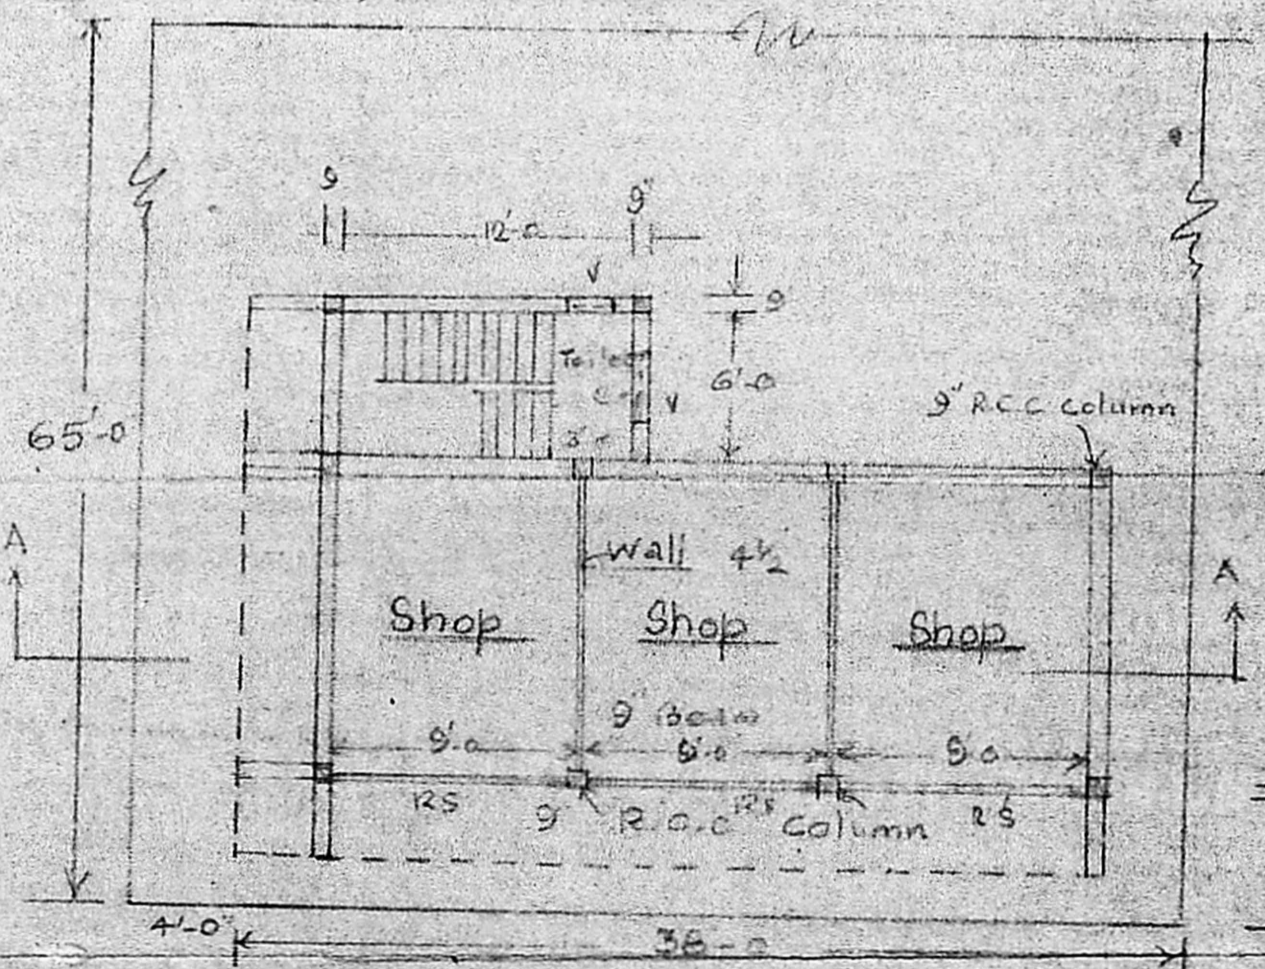 9 12'-0 9"
V
9
Toilet
6'-0
V
3'-0
9" R.C.C column
65'-0
A
A
Wall 4½
Shop Shop Shop
9" Beam
9'-0 9'-0 9'-0
RS RS RS
9" R.C.C column
4'-0"
38-0